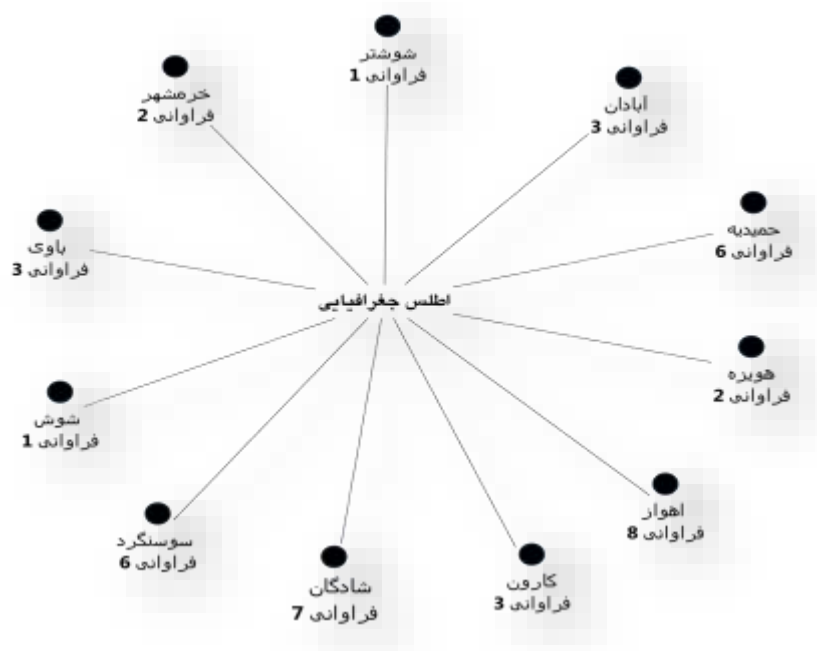 شوشتر
فراوانی 1
خرمشهر
فراوانی 2
آبادان
فراوانی 3
باوی
فراوانی 3
حمیدیه
فراوانی 6
اطلس جغرافیایی
هویزه
فراوانی 2
شوش
فراوانی 1
اهواز
فراوانی 8
سوسنگرد
فراوانی 6
شادگان
فراوانی 7
کارون
فراوانی 3